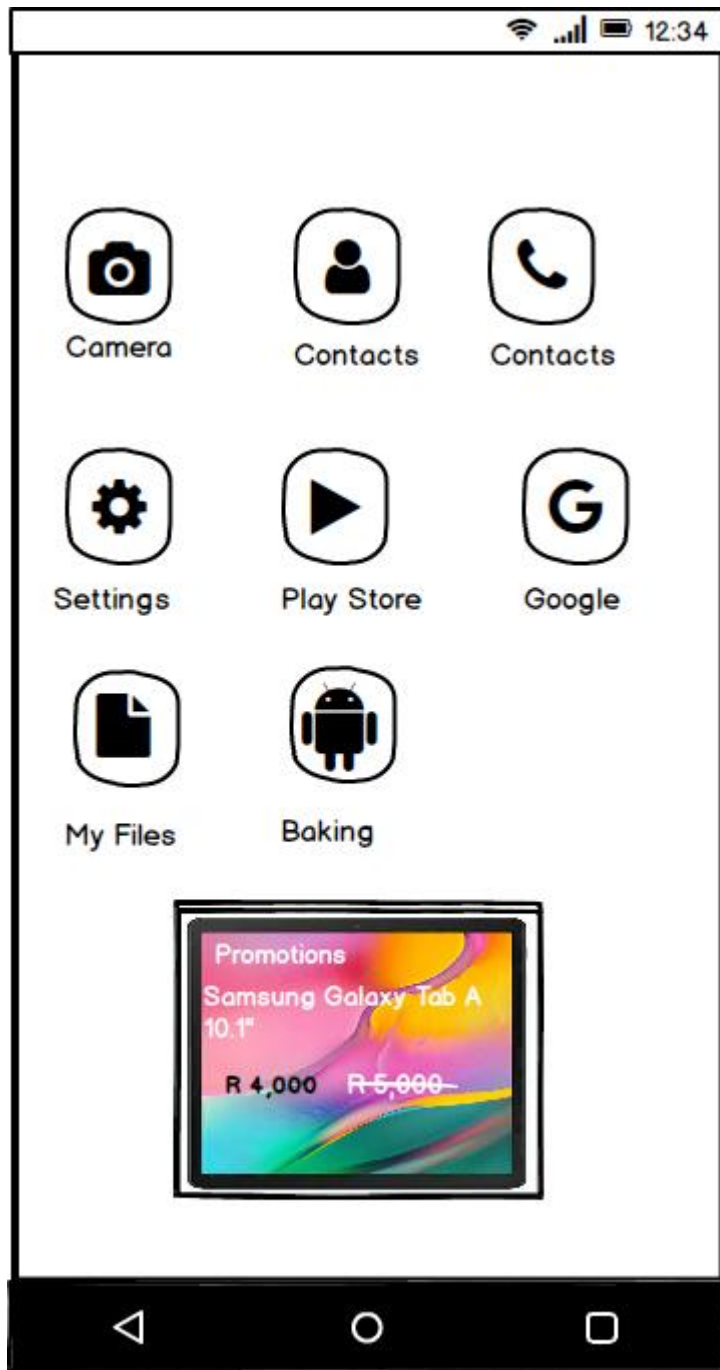 12:34
Camera
Contacts
Contacts
Settings
Play Store
Google
My Files
Baking
Promotions
Samsung Galaxy Tab A
10.1"
R 4,000 R 5,000